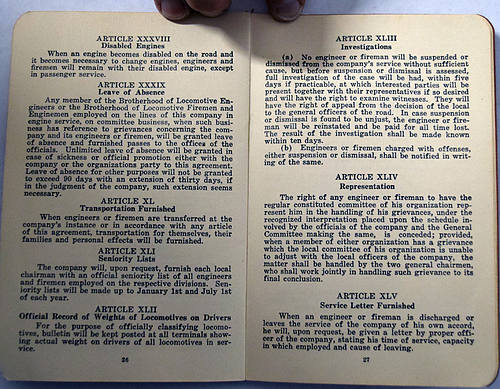 ARTICLE XXXVIII
Disabled Engines
When an engine becomes disabled on the road and
it becomes necessary to change engines, engineers and
firemen will remain with their disabled engine, except
in passenger service.
ARTICLE XXXIX
Leave of Absence
Any member of the Brotherhood of Locomotive En-
gineers or the Brotherhood of Locomotive Firemen and
Enginemen employed on the lines of this company in
engine service, on committee business, when such busi-
ness has reference to grievances concerning the com-
pany and its engineers or firemen, will be granted leave
of absence and furnished passes to the offices of the
officials. Unlimited leave of absence will be granted in
case of sickness or official promotion either with the
company or the organizations party to this agreement.
Leave of absence for other purposes will not be granted
to exceed 90 days with an extension of thirty days, if
in the judgment of the company, such extension seems
necessary.
ARTICLE XL
Transportation Furnished
When engineers or firemen are transferred at the
company's instance or in accordance with any article
of this agreement, transportation for themselves, their
families and personal effects will be furnished.
ARTICLE XLI
Seniority Lists
The company will, upon request, furnish each local
chairman with an official seniority list of all engineers
and firemen employed on the respective divisions. Sen-
iority lists will be made up to January 1st and July 1st
of each year.
ARTICLE XLII
Official Record of Weights of Locomotives on Drivers
For the purpose of officially classifying locomo-
tives, bulletin will be kept posted at all terminals show-
ing actual weight on drivers of all locomotives in ser-
vice.
26
ARTICLE XLIII
Investigations
(a) No engineer or fireman will be suspended or
dismissed from the company's service without sufficient
cause, but before suspension or dismissal is assessed,
full investigation of the case will be had, within five
days if practicable, at which interested parties will be
present together with their representatives if so desired
and will have the right to examine witnesses. They will
have the right of appeal from the decision of the local
to the general officers of the road. In case suspension
or dismissal is found to be unjust, the engineer or fire-
man will be reinstated and be paid for all time lost.
The result of the investigation shall be made known
within ten days.
(b) Engineers or firemen charged with offenses,
either suspension or dismissal, shall be notified in writ-
ing of the same.
ARTICLE XLIV
Representation
The right of any engineer or fireman to have the
regular constituted committee of his organization rep-
resent him in the handling of his grievances, under the
recognized interpretation placed upon the schedule in-
volved by the officials of the company and the General
Committee making the same, is conceded; provided,
when a member of either organization has a grievance
which the local committee of his organization is unable
to adjust with the local officers of the company, the
matter shall be handled by the two general chairmen,
who shall work jointly in handling such grievance to its
final conclusion.
ARTICLE XLV
Service Letter Furnished
When an engineer or fireman is discharged or
leaves the service of the company of his own accord,
he will, upon request, be given a letter by proper offi-
cer of the company, stating his time of service, capacity
in which employed and cause of leaving.
27